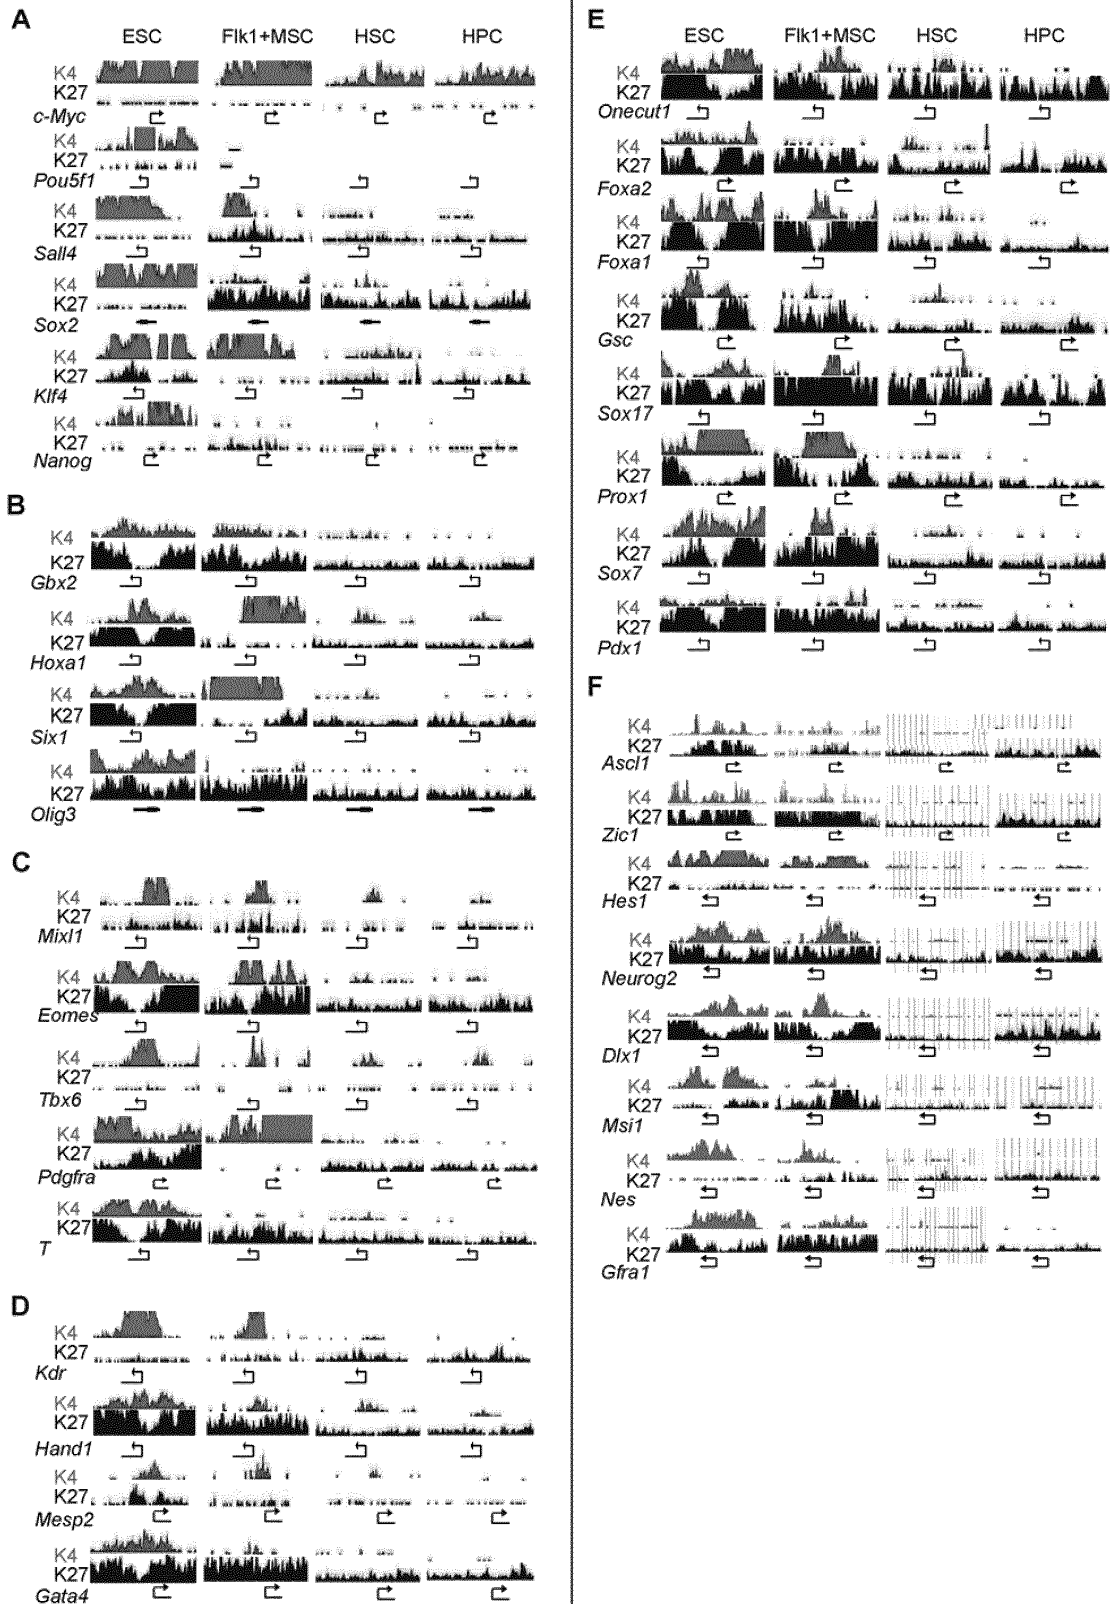 A
ESC Flk1+MSC HSC HPC
K4
K27
c-Myc
K4
K27
Pou5f1
K4
K27
Sall4
K4
K27
Sox2
K4
K27
Klf4
K4
K27
Nanog
B
K4
K27
Gbx2
K4
K27
Hoxa1
K4
K27
Six1
K4
K27
Olig3
C
K4
K27
Mixl1
K4
K27
Eomes
K4
K27
Tbx6
K4
K27
Pdgfra
K4
K27
T
D
K4
K27
Kdr
K4
K27
Hand1
K4
K27
Mesp2
K4
K27
Gata4
E
ESC Flk1+MSC HSC HPC
K4
K27
Onecut1
K4
K27
Foxa2
K4
K27
Foxa1
K4
K27
Gsc
K4
K27
Sox17
K4
K27
Prox1
K4
K27
Sox7
K4
K27
Pdx1
F
K4
K27
Ascl1
K4
K27
Zic1
K4
K27
Hes1
K4
K27
Neurog2
K4
K27
Dlx1
K4
K27
Msi1
K4
K27
Nes
K4
K27
Gfra1